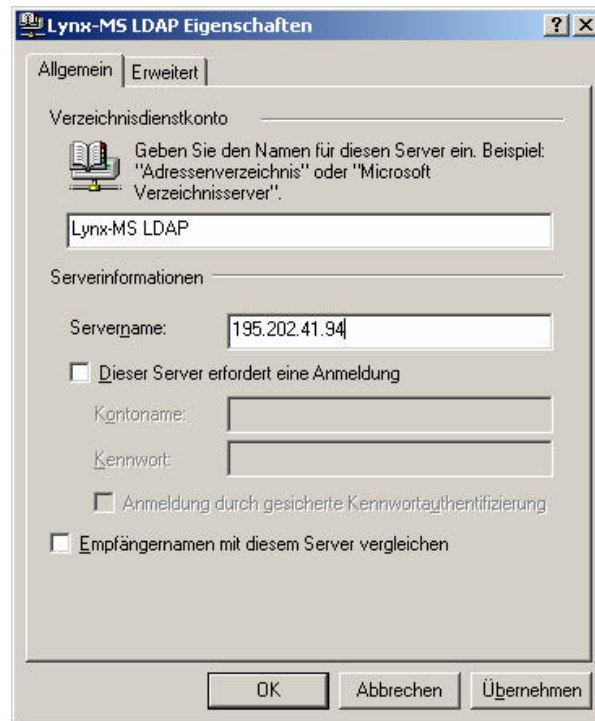 Lynx-MS LDAP Eigenschaften
Allgemein Erweitert
Verzeichnisdienstkonto
Geben Sie den Namen für diesen Server ein. Beispiel:
"Adressenverzeichnis" oder "Microsoft
Verzeichnisserver".
Lynx-MS LDAP
Serverinformationen
Servername: 195.202.41.94
Dieser Server erfordert eine Anmeldung
Kontoname:
Kennwort:
Anmeldung durch gesicherte Kennwortauthentifizierung
Empfängernamen mit diesem Server vergleichen
OK Abbrechen Übernehmen